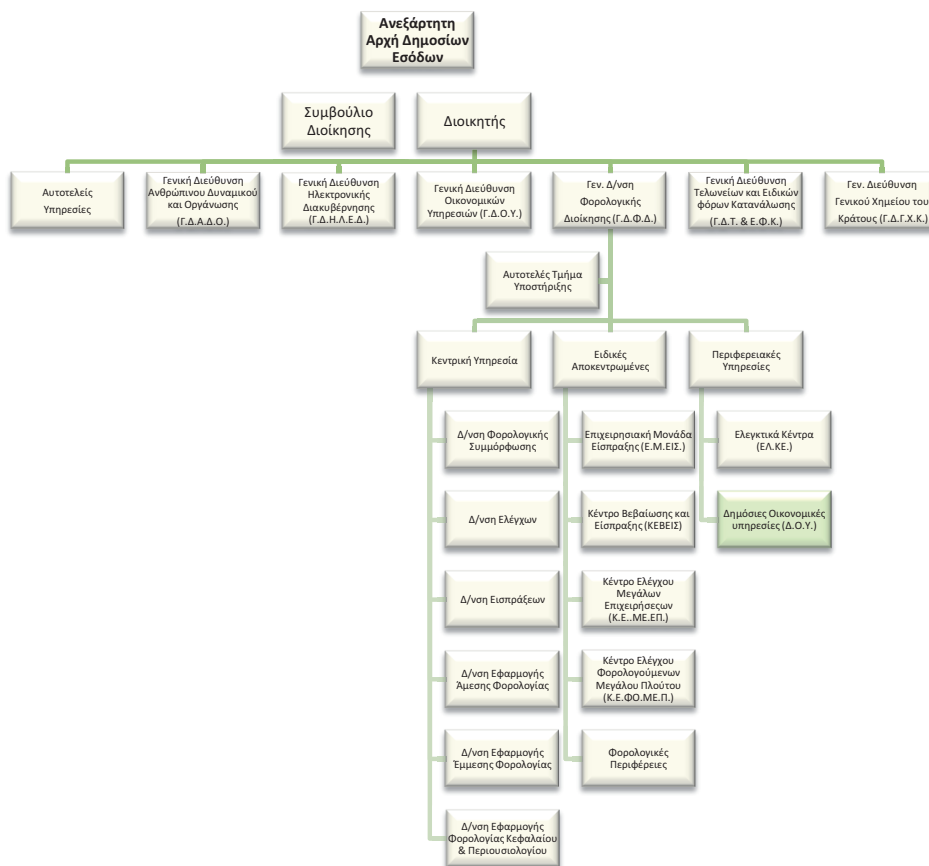 Ανεξάρτητη
Αρχή Δημοσίων
Εσόδων
Συμβούλιο
Διοίκησης
Διοικητής
Αυτοτελείς
Υπηρεσίες
Γενική Διεύθυνση
Ανθρώπινου Δυναμικού
και Οργάνωσης
(Γ.Δ.Α.Δ.Ο.)
Γενική Διεύθυνση
Ηλεκτρονικής
Διακυβέρνησης
(Γ.Δ.Η.Λ.Ε.Δ.)
Γενική Διεύθυνση
Οικονομικών
Υπηρεσιών (Γ.Δ.Ο.Υ.)
Γεν. Δ/νση
Φορολογικής
Διοίκησης (Γ.Δ.Φ.Δ.)
Γενική Διεύθυνση
Τελωνείων και Ειδικών
φόρων Κατανάλωσης
(Γ.Δ.Τ. & Ε.Φ.Κ.)
Γεν. Διεύθυνση
Γενικού Χημείου του
Κράτους (Γ.Δ.Γ.Χ.Κ.)
Αυτοτελές Τμήμα
Υποστήριξης
Κεντρική Υπηρεσία
Ειδικές
Αποκεντρωμένες
Περιφερειακές
Υπηρεσίες
Δ/νση Φορολογικής
Συμμόρφωσης
Δ/νση Ελέγχων
Δ/νση Εισπράξεων
Δ/νση Εφαρμογής
Άμεσης Φορολογίας
Δ/νση Εφαρμογής
Έμμεσης Φορολογίας
Δ/νση Εφαρμογής
Φορολογίας Κεφαλαίου
& Περιουσιολογίου
Επιχειρησιακή Μονάδα
Είσπραξης (Ε.Μ.ΕΙΣ.)
Κέντρο Βεβαίωσης και
Είσπραξης (ΚΕΒΕΙΣ)
Κέντρο Ελέγχου
Μεγάλων
Επιχειρήσεςων
(Κ.Ε..ΜΕ.ΕΠ.)
Κέντρο Ελέγχου
Φορολογούμενων
Μεγάλου Πλούτου
(Κ.Ε.ΦΟ.ΜΕ.Π.)
Φορολογικές
Περιφέρειες
Ελεγκτικά Κέντρα
(ΕΛ.ΚΕ.)
Δημόσιες Οικονομικές
υπηρεσίες (Δ.Ο.Υ.)